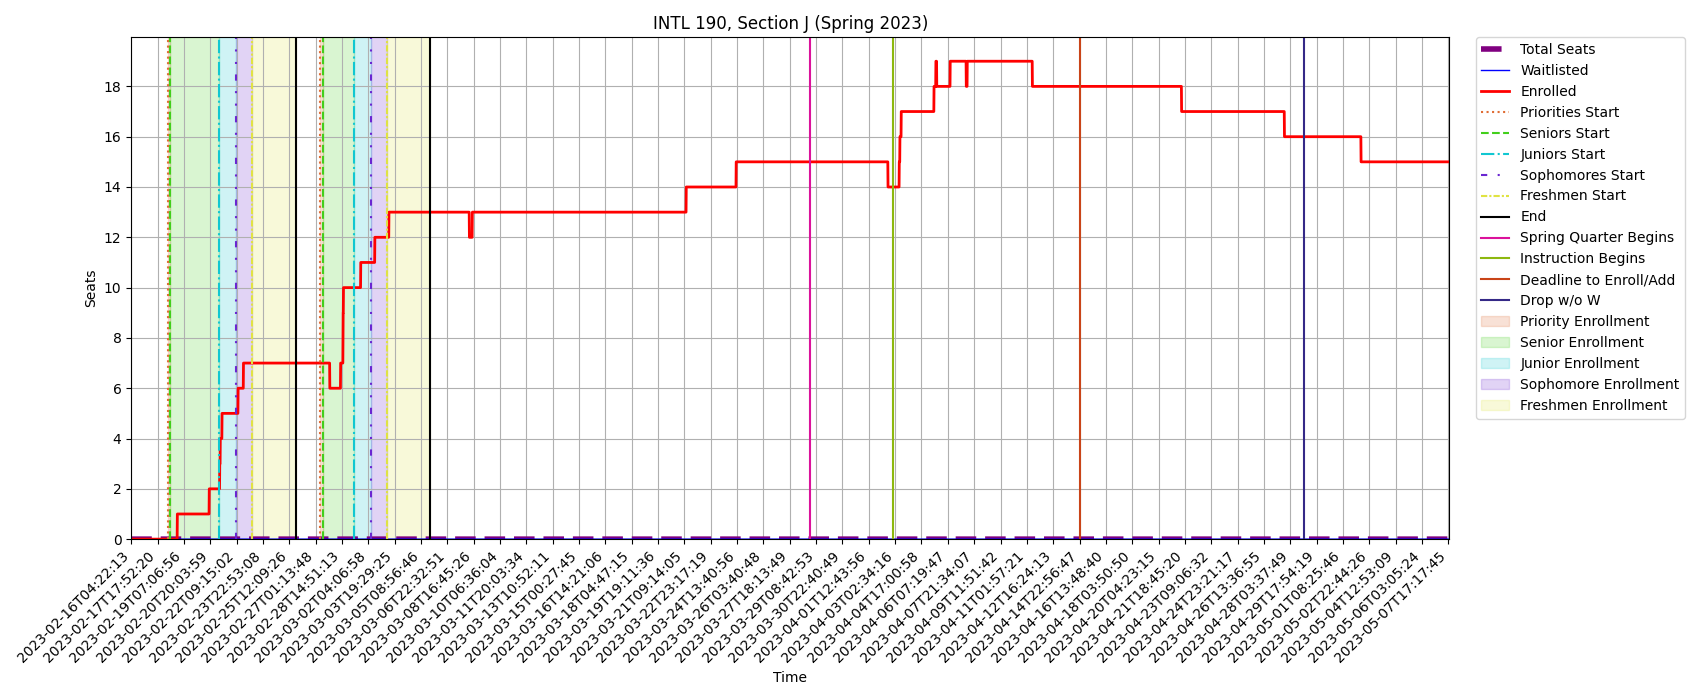 INTL 190, Section J (Spring 2023)
Seats
18
16
14
12
10
8
6
4
2
0
2023-02-16T04:22:13
2023-02-17T17:52:20
2023-02-19T07:06:56
2023-02-20T20:03:59
2023-02-22T09:15:02
2023-02-23T22:53:08
2023-02-25T12:09:26
2023-02-27T01:13:48
2023-02-28T14:51:13
2023-03-02T04:06:58
2023-03-03T19:29:25
2023-03-05T08:56:46
2023-03-06T22:32:51
2023-03-08T16:45:26
2023-03-10T06:36:04
2023-03-11T20:03:34
2023-03-13T10:52:11
2023-03-15T00:27:45
2023-03-16T14:21:06
2023-03-18T04:47:15
2023-03-19T19:11:36
2023-03-21T09:14:05
2023-03-22T23:17:19
2023-03-24T13:40:56
2023-03-26T03:40:48
2023-03-27T18:13:49
2023-03-29T08:42:53
2023-03-30T22:40:49
2023-04-01T12:43:56
2023-04-03T02:34:16
2023-04-04T17:00:58
2023-04-06T07:19:47
2023-04-07T21:34:07
2023-04-09T11:51:42
2023-04-11T01:57:21
2023-04-12T16:24:13
2023-04-14T22:56:47
2023-04-16T13:48:40
2023-04-18T03:50:50
2023-04-20T04:23:15
2023-04-21T18:45:20
2023-04-23T09:06:32
2023-04-24T23:21:17
2023-04-26T13:36:55
2023-04-28T03:37:49
2023-04-29T17:54:19
2023-05-01T08:25:46
2023-05-02T22:44:26
2023-05-04T12:53:09
2023-05-06T03:05:24
2023-05-07T17:17:45
Time
Total Seats
Waitlisted
Enrolled
Priorities Start
Seniors Start
Juniors Start
Sophomores Start
Freshmen Start
End
Spring Quarter Begins
Instruction Begins
Deadline to Enroll/Add
Drop w/o W
Priority Enrollment
Senior Enrollment
Junior Enrollment
Sophomore Enrollment
Freshmen Enrollment